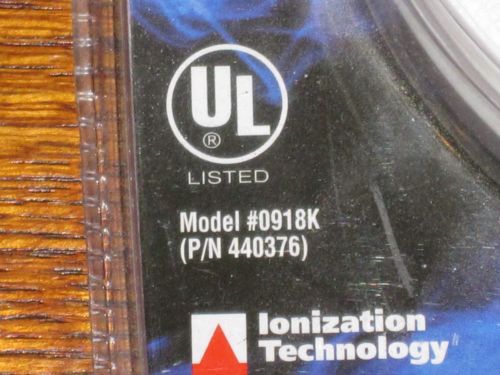 UL
®
LISTED
Model #0918K
(P/N 440376)
Ionization
Technology